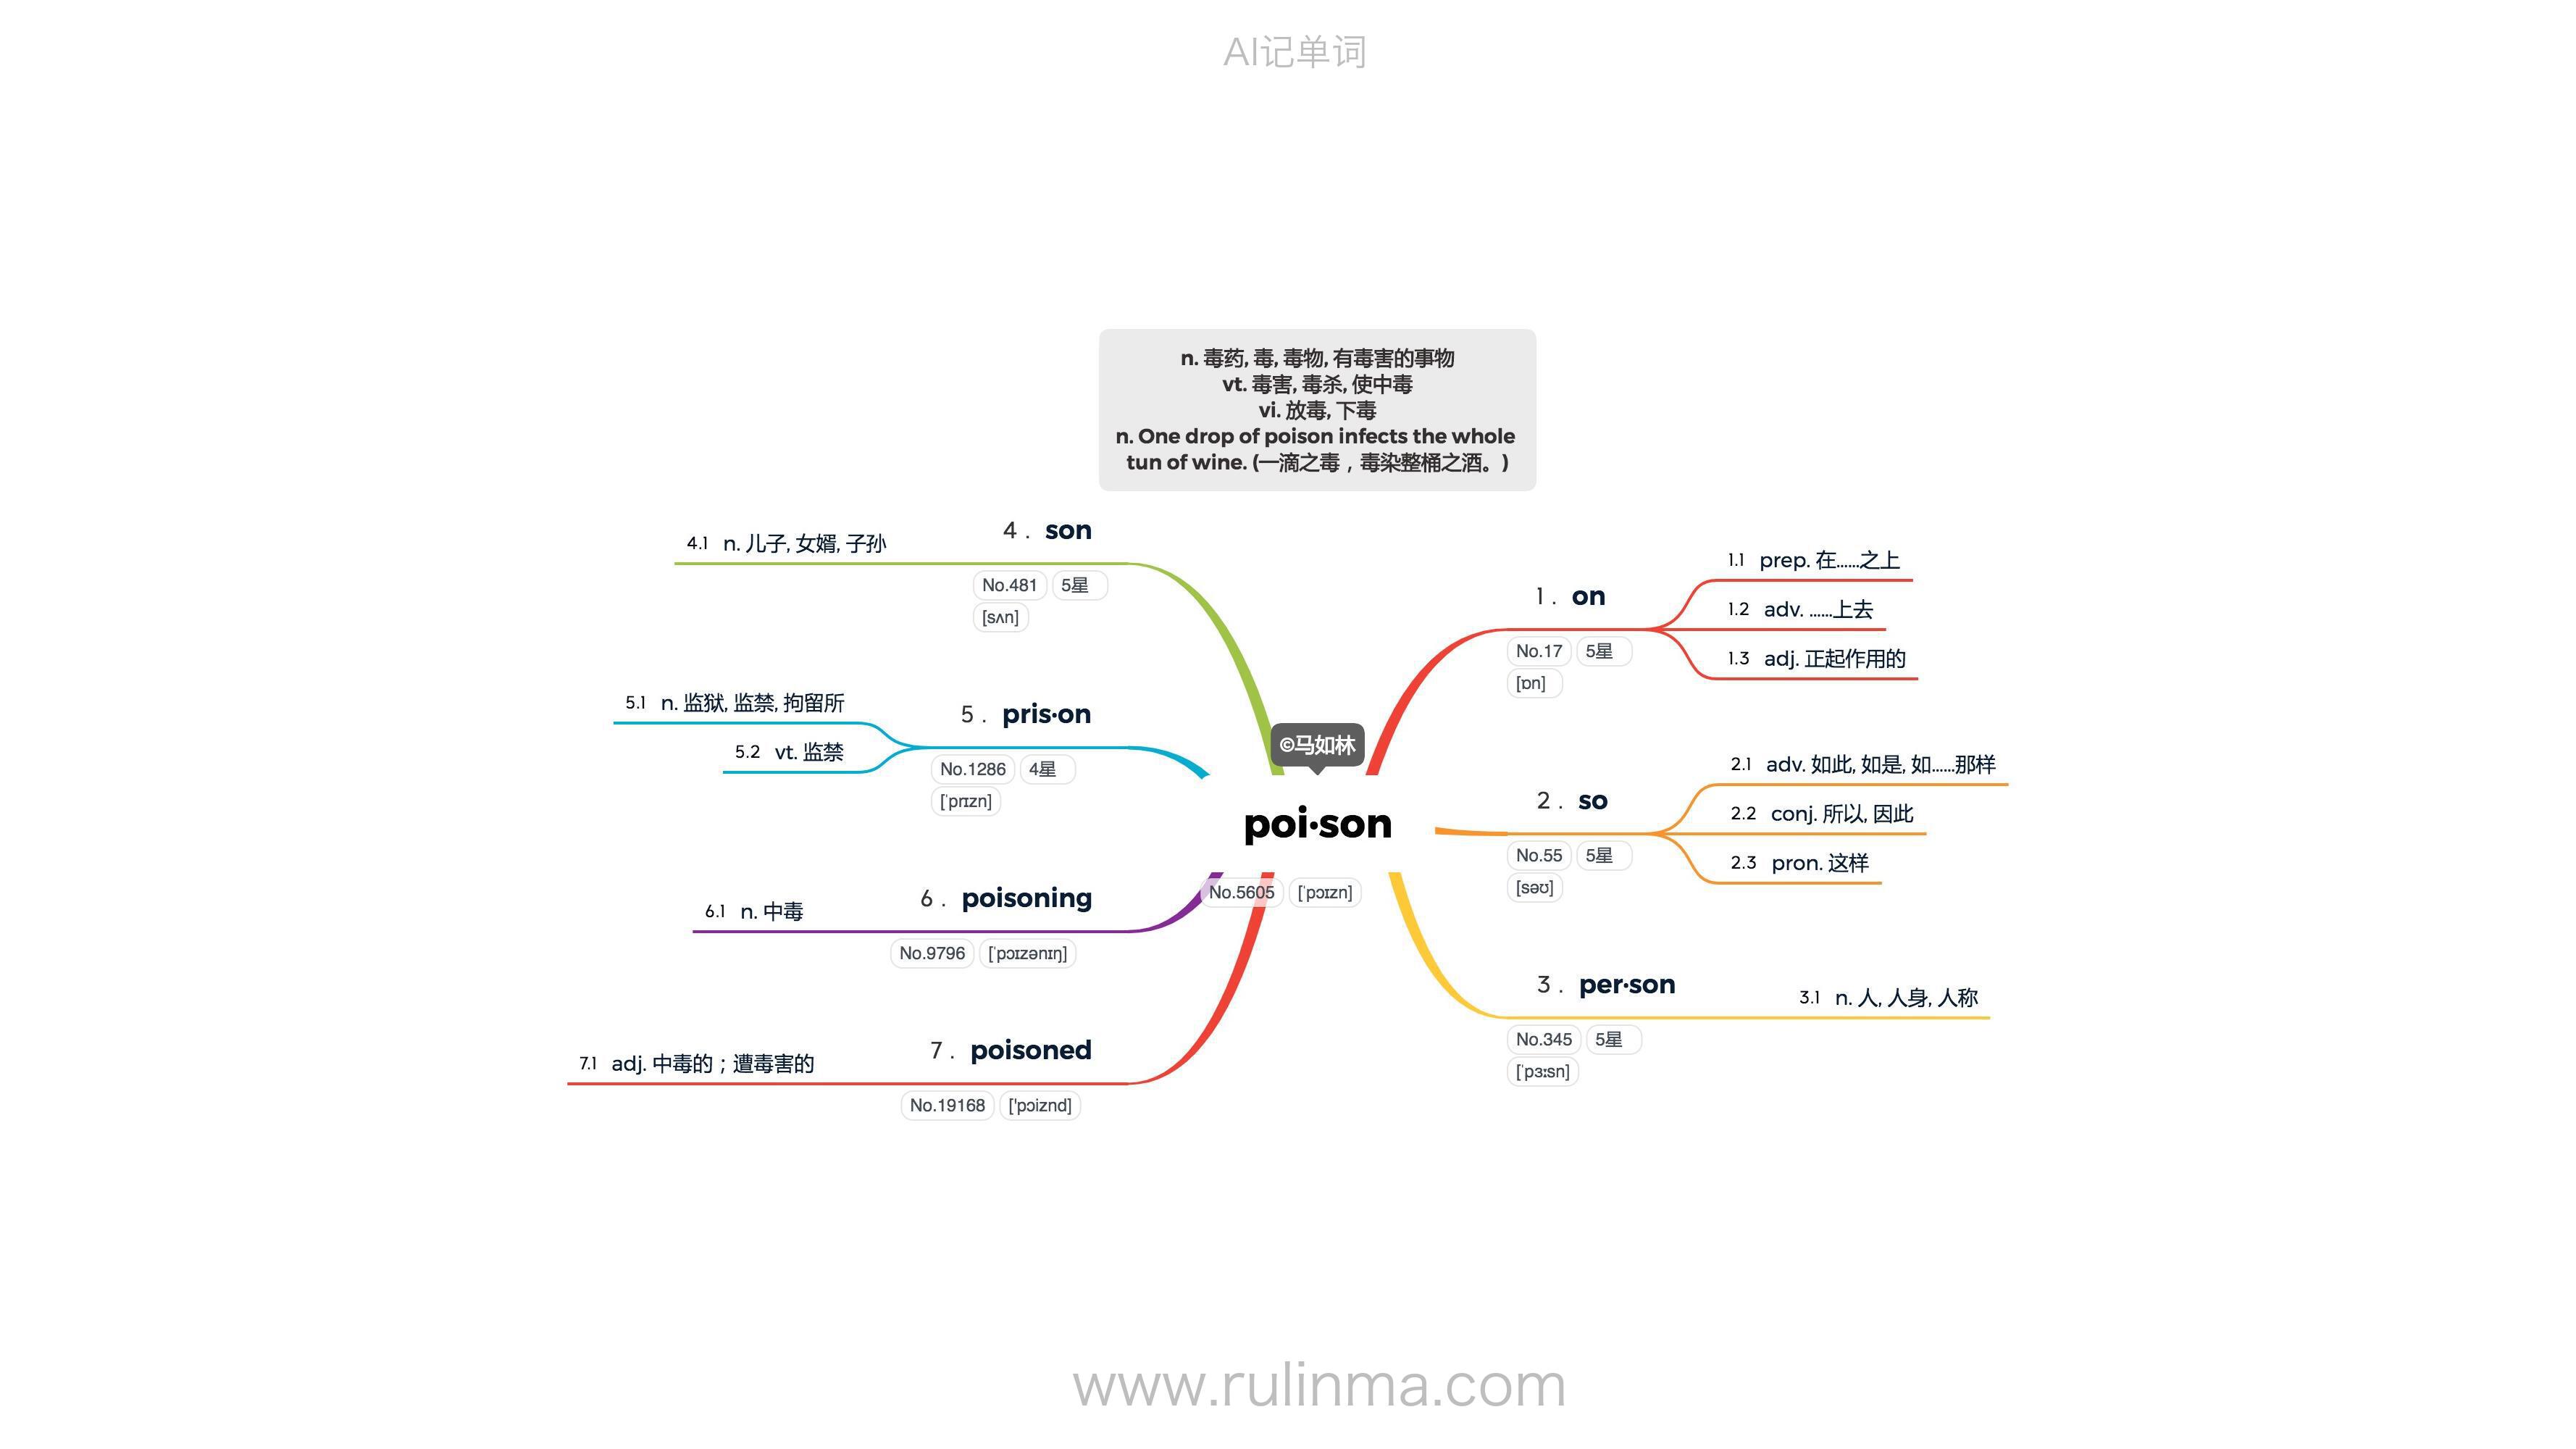 AI记单词
n. 毒药, 毒, 毒物, 有毒害的事物
vt. 毒害, 毒杀, 使中毒
vi. 放毒, 下毒
n. One drop of poison infects the whole
tun of wine. (一滴之毒，毒染整桶之酒。)
©马如林
poi·son
No.5605 [ˈpɔɪzn]
1 . on
No.17 5星
[ɒn]
1.1 prep. 在……之上
1.2 adv. ……上去
1.3 adj. 正起作用的
2 . so
No.55 5星
[səʊ]
2.1 adv. 如此, 如是, 如……那样
2.2 conj. 所以, 因此
2.3 pron. 这样
3 . per·son
No.345 5星
[ˈpɜːsn]
3.1 n. 人, 人身, 人称
4 . son
No.481 5星
[sʌn]
4.1 n. 儿子, 女婿, 子孙
5 . pris·on
No.1286 4星
[ˈprɪzn]
5.1 n. 监狱, 监禁, 拘留所
5.2 vt. 监禁
6 . poisoning
No.9796 [ˈpɔɪzənɪŋ]
6.1 n. 中毒
7 . poisoned
No.19168 ['pɔiznd]
7.1 adj. 中毒的；遭毒害的
www.rulinma.com